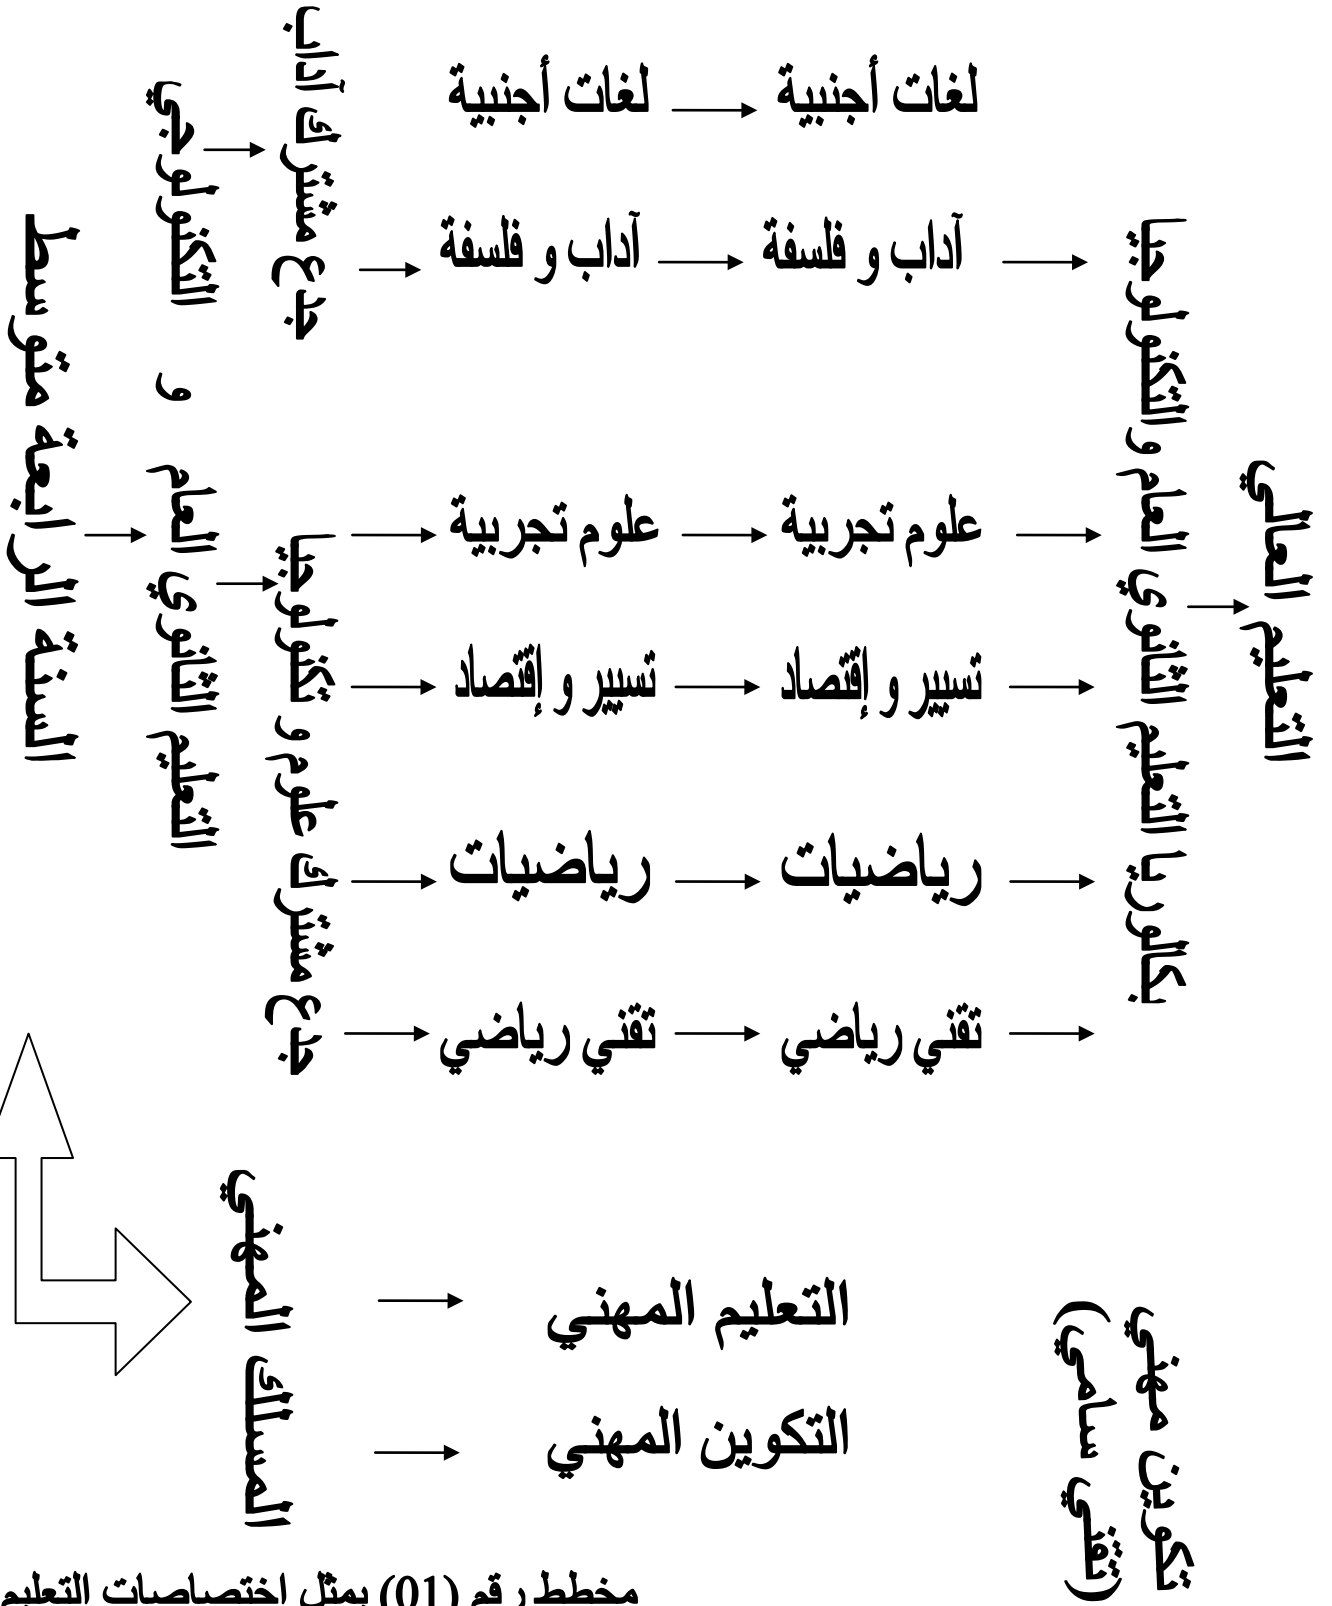 السنة الرابعة متوسط
التعليم الثانوي العام و التكنولوجي
جدع مشترك آداب
لغات أجنبية
لغات أجنبية
آداب و فلسفة
آداب و فلسفة
جدع مشترك علوم و تكنولوجيا
علوم تجريبية
علوم تجريبية
تسيير و إقتصاد
تسيير و إقتصاد
رياضيات
رياضيات
تقني رياضي
تقني رياضي
بكالوريا التعليم الثانوي العام و التكنولوجيا
التعليم العالي
المسلك المهني
التعليم المهني
التكوين المهني
تكوين مهني
(تقني سامي)
مخطط رقم (01) يمثل اختصاصات التعليم